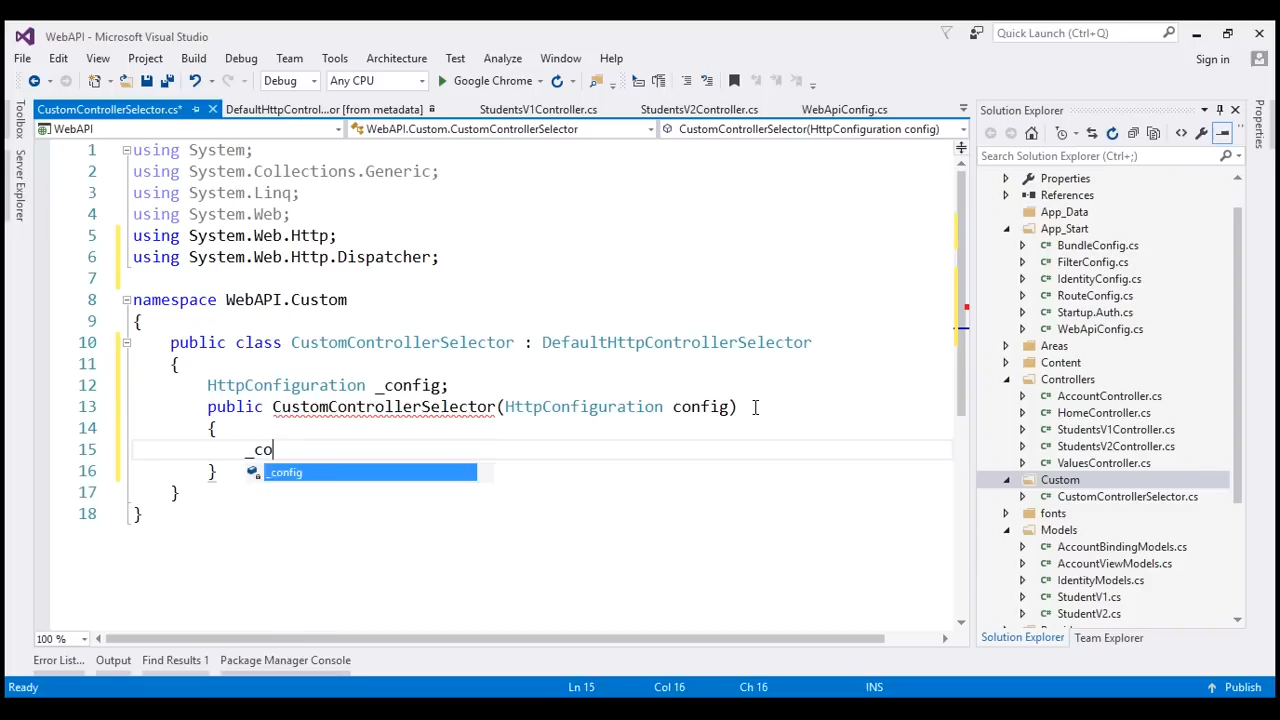 WebAPI - Microsoft Visual Studio
Quick Launch (Ctrl+Q)
File Edit View Project Build Debug Team Tools Architecture Test Analyze Window Help
Sign in
Debug Any CPU Google Chrome
CustomControllerSelector.cs* DefaultHttpControl...or [from metadata] StudentsV1Controller.cs StudentsV2Controller.cs WebApiConfig.cs
WebAPI WebAPI.Custom.CustomControllerSelector CustomControllerSelector(HttpConfiguration config)
Toolbox
Server Explorer
1 using System;
2 using System.Collections.Generic;
3 using System.Linq;
4 using System.Web;
5 using System.Web.Http;
6 using System.Web.Http.Dispatcher;
7
8 namespace WebAPI.Custom
9 {
10 public class CustomControllerSelector : DefaultHttpControllerSelector
11 {
12 HttpConfiguration _config;
13 public CustomControllerSelector(HttpConfiguration config)
14 {
15 _co
_config
16 }
17 }
18 }
100 %
Solution Explorer
Search Solution Explorer (Ctrl+;)
Properties
References
App_Data
App_Start
BundleConfig.cs
FilterConfig.cs
IdentityConfig.cs
RouteConfig.cs
Startup.Auth.cs
WebApiConfig.cs
Areas
Content
Controllers
AccountController.cs
HomeController.cs
StudentsV1Controller.cs
StudentsV2Controller.cs
ValuesController.cs
Custom
CustomControllerSelector.cs
fonts
Models
AccountBindingModels.cs
AccountViewModels.cs
IdentityModels.cs
StudentV1.cs
StudentV2.cs
Solution Explorer Team Explorer
Properties
Error List... Output Find Results 1 Package Manager Console
Ready Ln 15 Col 16 Ch 16 INS Publish